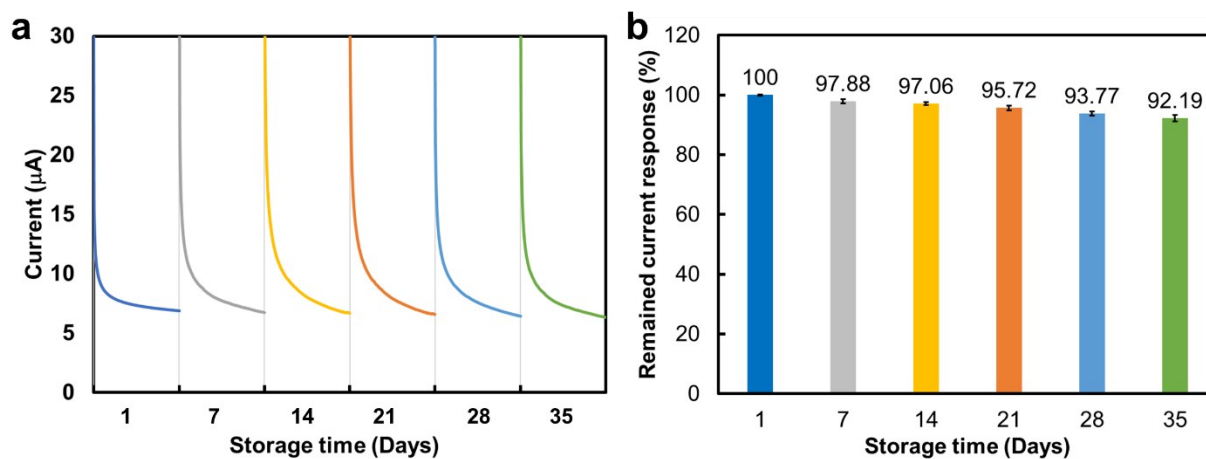 a
30
25
20
15
10
5
0
Current (μA)
1 7 14 21 28 35
Storage time (Days)
b
120
100
80
60
40
20
0
Remained current response (%)
100 97.88 97.06 95.72 93.77 92.19
1 7 14 21 28 35
Storage time (Days)